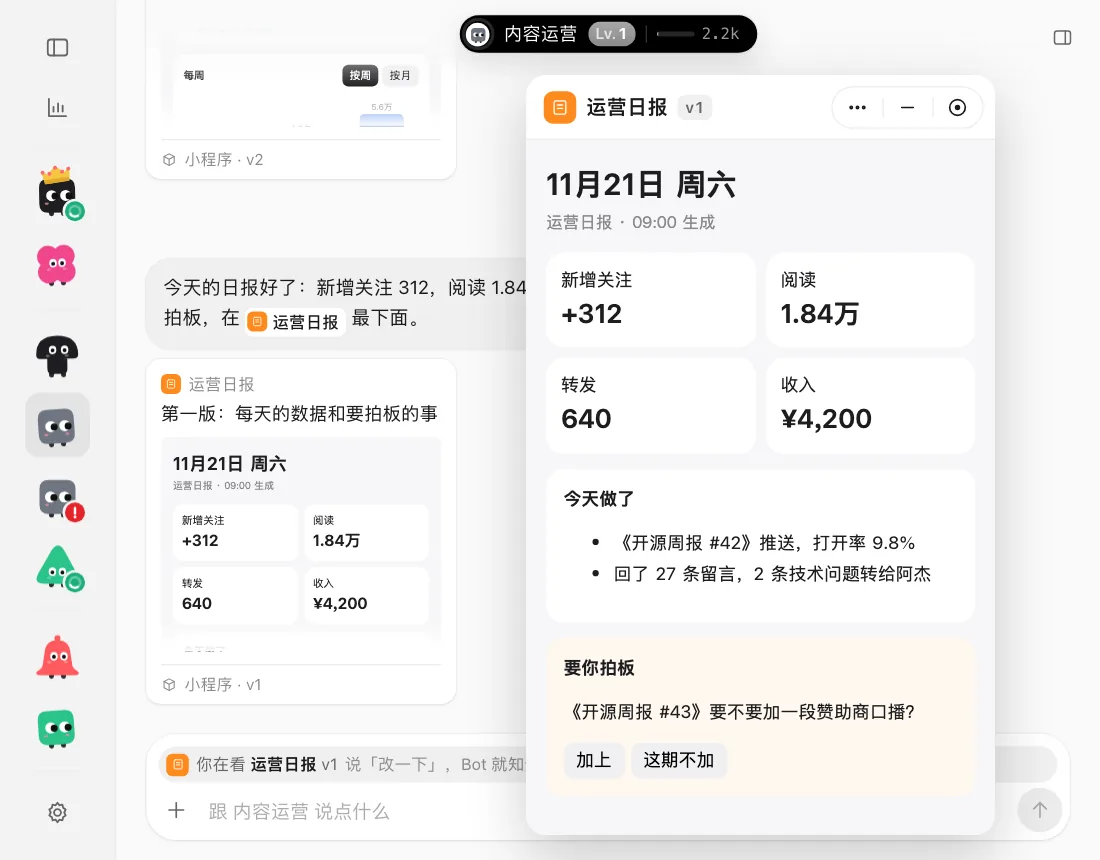 内容运营 Lv.1 2.2k
每周 按周 按月
5.6万
小程序 · v2
今天的日报好了：新增关注 312，阅读 1.84
拍板，在 运营日报 最下面。
运营日报
第一版：每天的数据和要拍板的事
11月21日 周六
运营日报 · 09:00 生成
新增关注
+312
阅读
1.84万
转发
640
收入
¥4,200
小程序 · v1
你在看 运营日报 v1 说「改一下」，Bot 就知
跟 内容运营 说点什么
运营日报 v1
11月21日 周六
运营日报 · 09:00 生成
新增关注
+312
阅读
1.84万
转发
640
收入
¥4,200
今天做了
• 《开源周报 #42》推送，打开率 9.8%
• 回了 27 条留言，2 条技术问题转给阿杰
要你拍板
《开源周报 #43》要不要加一段赞助商口播？
加上 这期不加